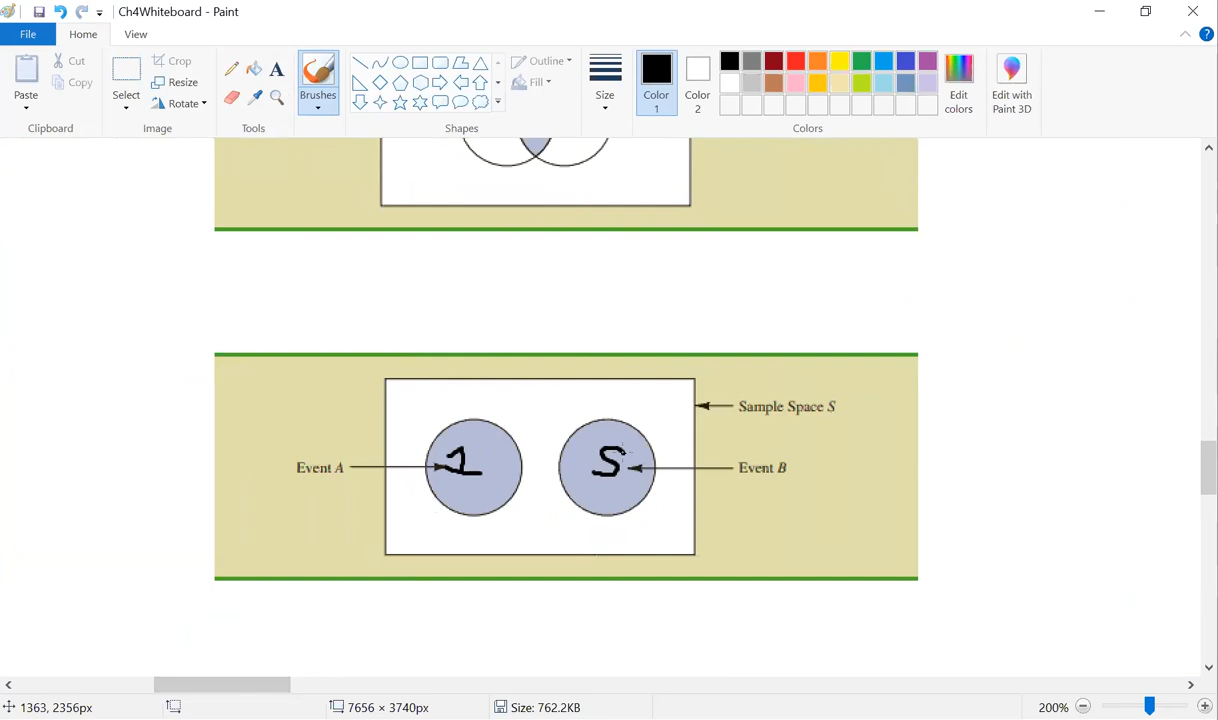 Ch4Whiteboard - Paint
File Home View
Paste
Cut
Copy
Clipboard
Select
Crop
Resize
Rotate
Image
A
Tools
Brushes
Outline
Fill
Shapes
Size
Color 1
Color 2
Edit colors
Colors
Edit with Paint 3D
Sample Space S
Event A
1
S
Event B
1363, 2356px
7656 × 3740px
Size: 762.2KB
200%